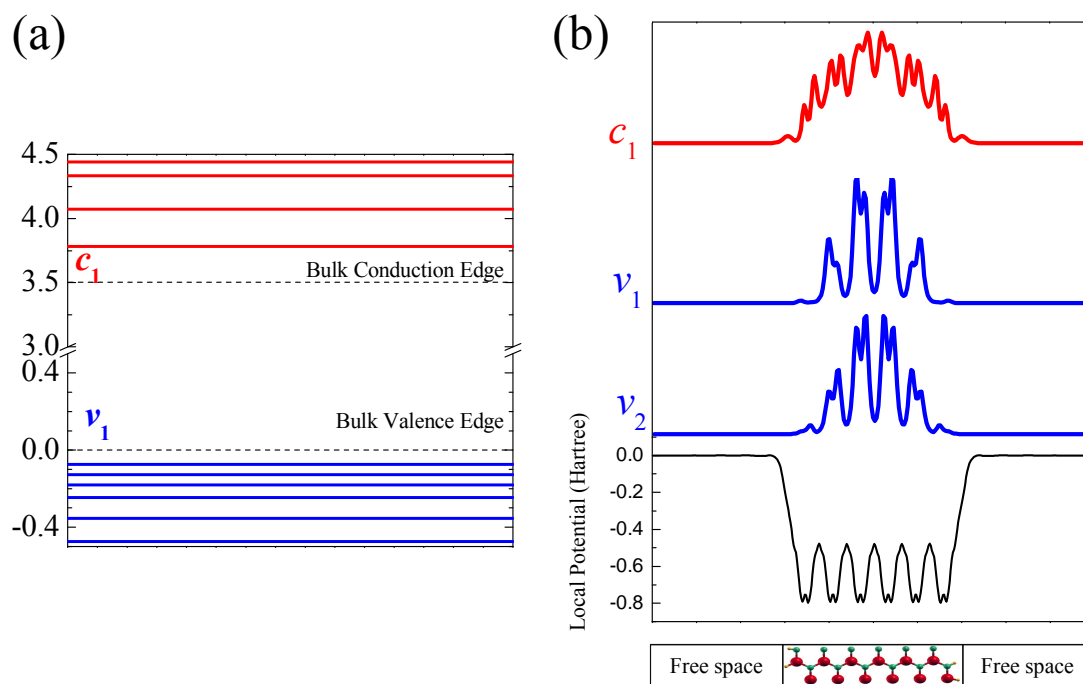 (a)
(b)
4.5
4.0
c1
Bulk Conduction Edge
3.5
3.0
0.4
v1
Bulk Valence Edge
0.0
-0.4
c1
v1
v2
Local Potential (Hartree)
0.0
-0.2
-0.4
-0.6
-0.8
Free space
Free space